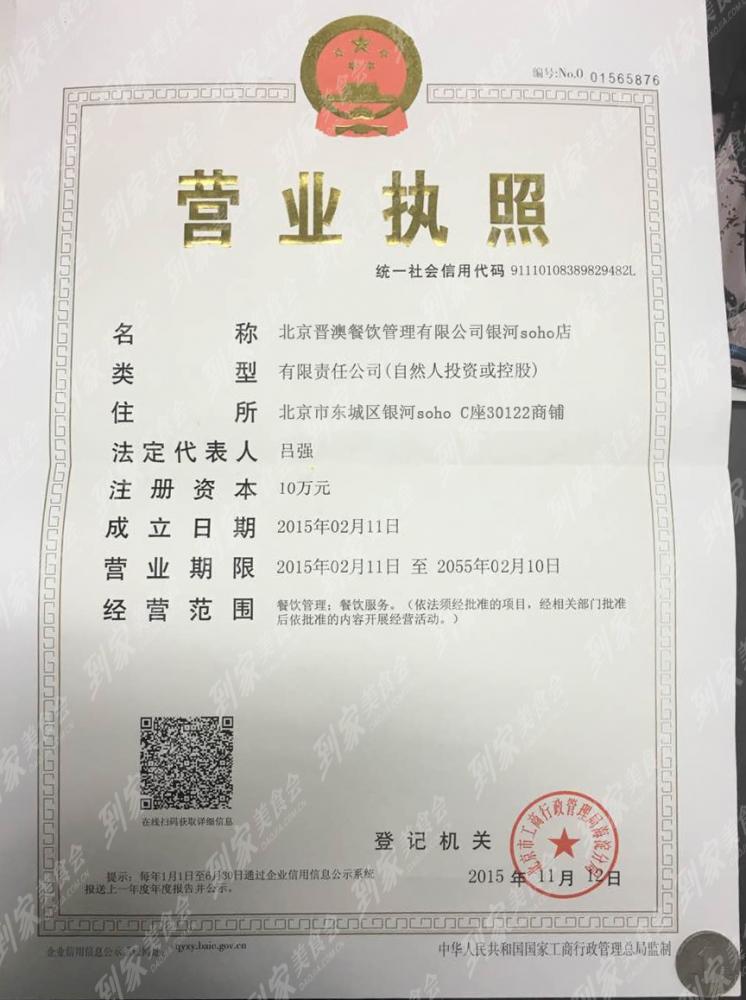 编号:No.0 01565876
营业执照
统一社会信用代码 91110108389829482L
名称 北京晋澳餐饮管理有限公司银河soho店
类型 有限责任公司(自然人投资或控股)
住所 北京市东城区银河soho C座30122商铺
法定代表人 吕强
注册资本 10万元
成立日期 2015年02月11日
营业期限 2015年02月11日 至 2055年02月10日
经营范围 餐饮管理；餐饮服务。（依法须经批准的项目，经相关部门批准
后依批准的内容开展经营活动。）
在线扫码获取详细信息
登记机关
北京市工商行政管理局海淀分局
提示：每年1月1日至6月30日通过企业信用信息公示系统
报送上一年度年度报告并公示。
2015 年 11 月 12 日
企业信用信息公示 qyxy.baic.gov.cn
中华人民共和国国家工商行政管理总局监制
到家美食会
DAOJIA.COM.CN